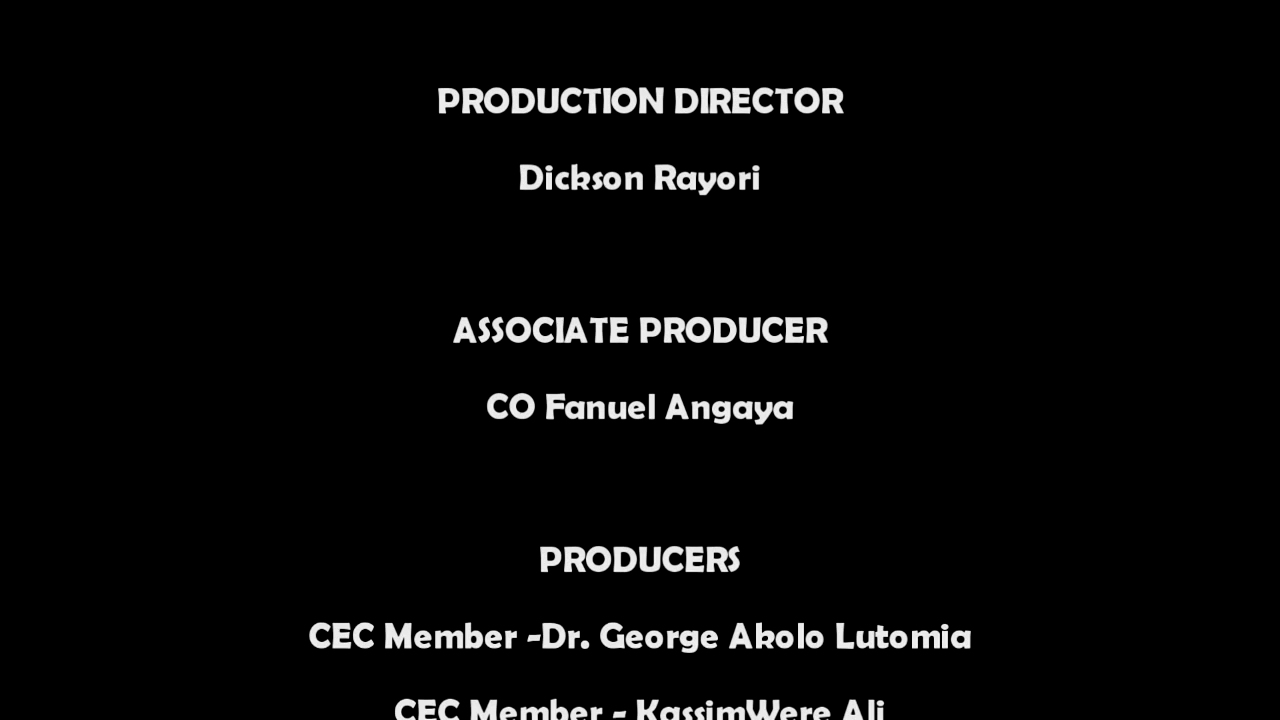 PRODUCTION DIRECTOR
Dickson Rayori
ASSOCIATE PRODUCER
CO Fanuel Angaya
PRODUCERS
CEC Member -Dr. George Akolo Lutomia
CEC Member - KassimWere Ali